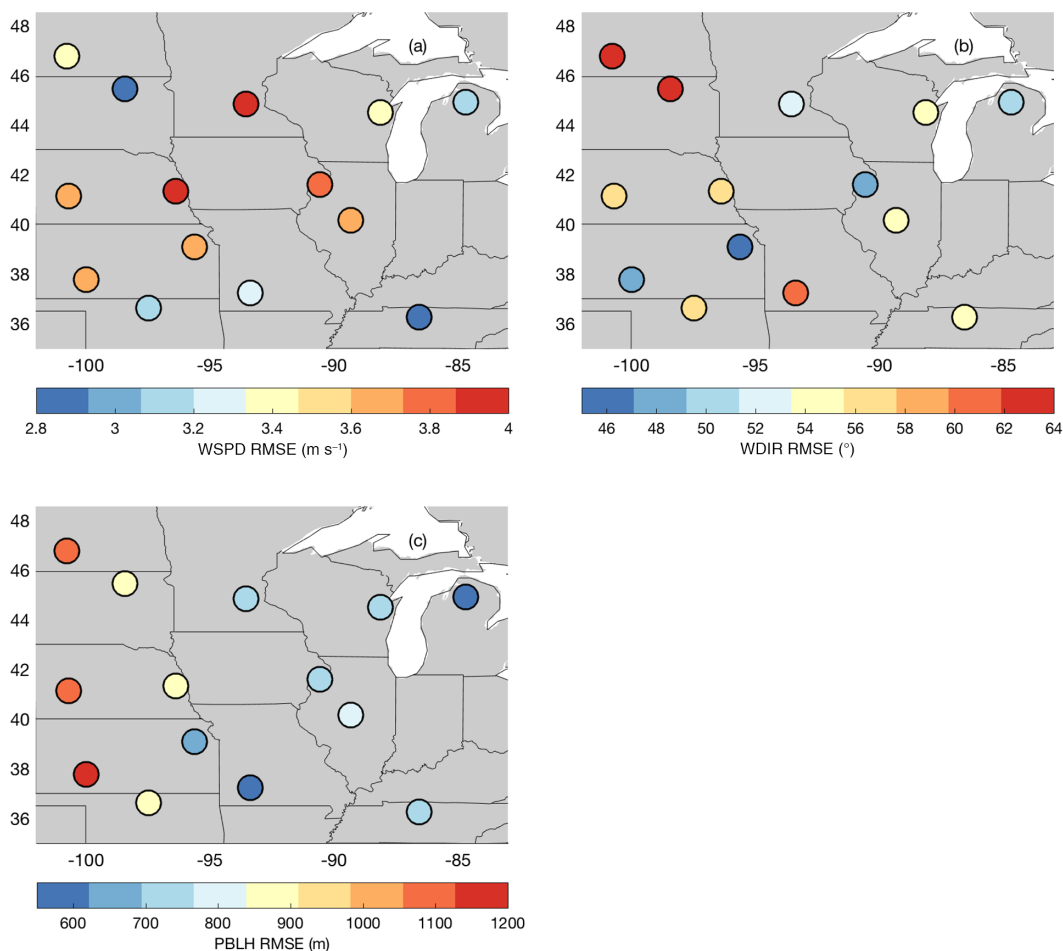 48
46
44
42
40
38
36
(a)
-100 -95 -90 -85
2.8 3 3.2 3.4 3.6 3.8 4
WSPD RMSE (m s⁻¹)
48
46
44
42
40
38
36
(b)
-100 -95 -90 -85
46 48 50 52 54 56 58 60 62 64
WDIR RMSE (°)
48
46
44
42
40
38
36
(c)
-100 -95 -90 -85
600 700 800 900 1000 1100 1200
PBLH RMSE (m)